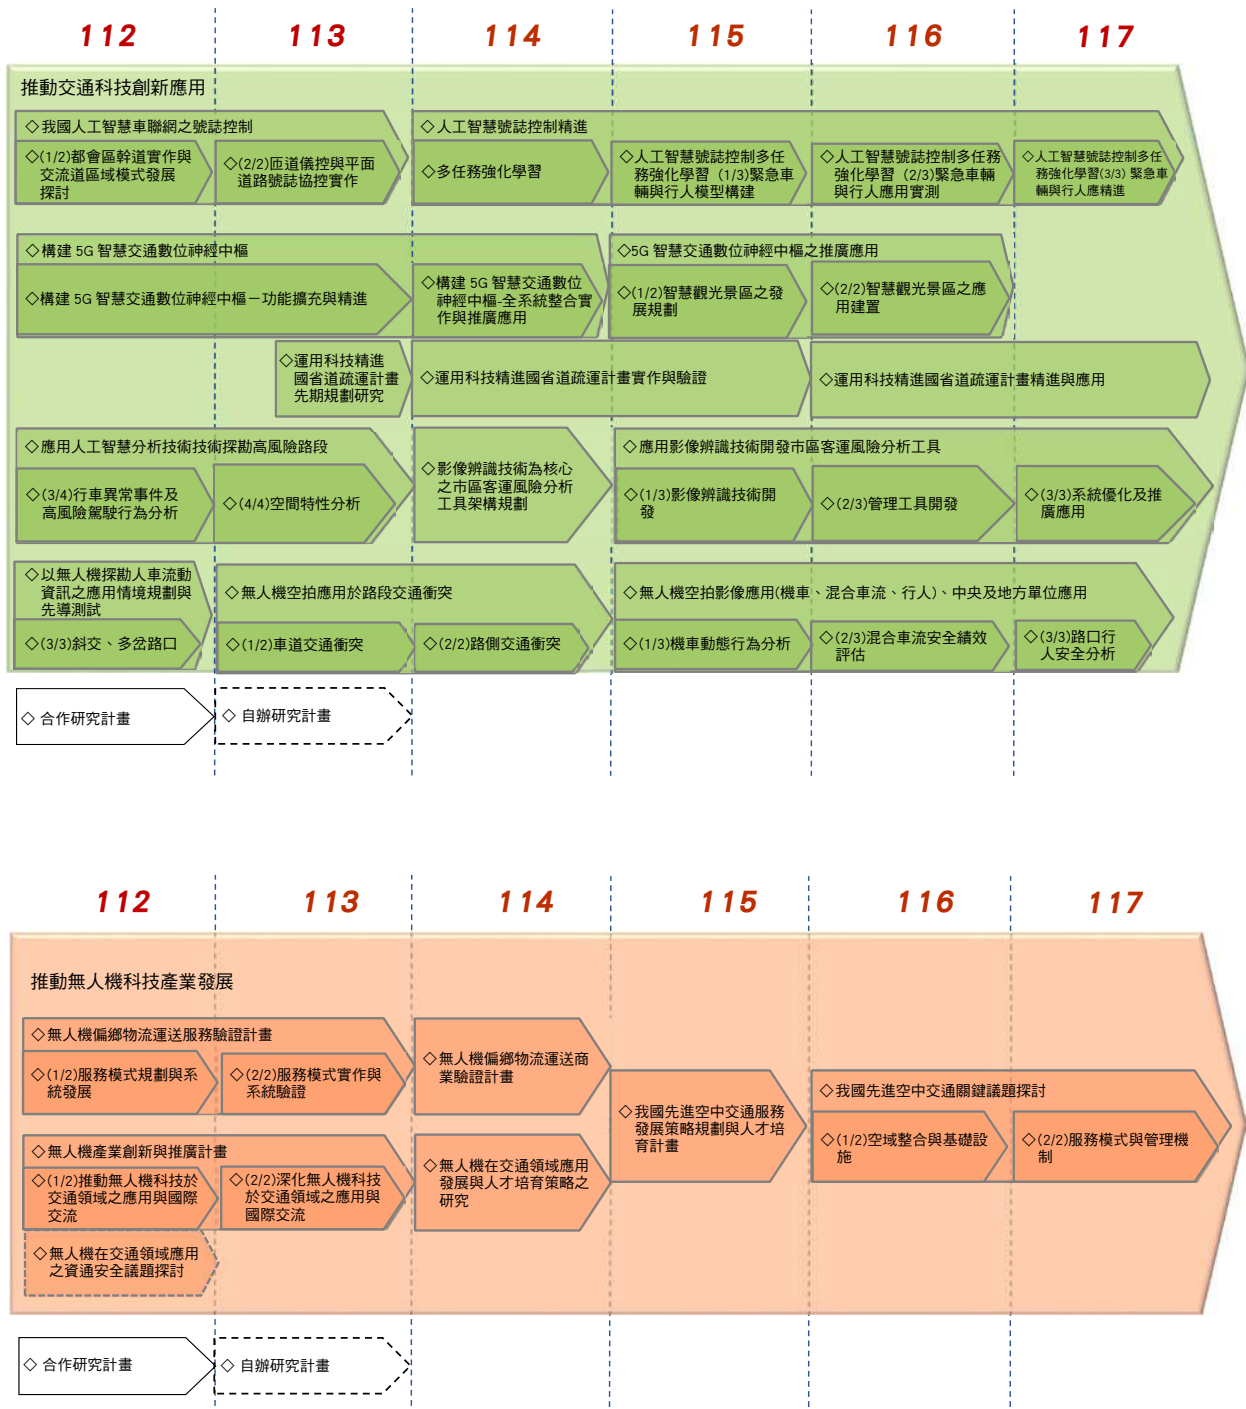 112 113 114 115 116 117
推動交通科技創新應用
◇我國人工智慧車聯網之號誌控制
◇人工智慧號誌控制精進
◇(1/2)都會區幹道實作與
交流道區域模式發展
探討
◇(2/2)匝道儀控與平面
道路號誌協控實作
◇多任務強化學習
◇人工智慧號誌控制多任
務強化學習 (1/3)緊急車
輛與行人模型構建
◇人工智慧號誌控制多任務
強化學習 (2/3)緊急車輛
與行人應用實測
◇人工智慧號誌控制多任
務強化學習(3/3) 緊急車
輛與行人應精進
◇構建 5G 智慧交通數位神經中樞
◇5G 智慧交通數位神經中樞之推廣應用
◇構建 5G 智慧交通數位神經中樞－功能擴充與精進
◇構建 5G 智慧交通數位
神經中樞-全系統整合實
作與推廣應用
◇(1/2)智慧觀光景區之發
展規劃
◇(2/2)智慧觀光景區之應
用建置
◇運用科技精進
國省道疏運計畫
先期規劃研究
◇運用科技精進國省道疏運計畫實作與驗證
◇運用科技精進國省道疏運計畫精進與應用
◇應用人工智慧分析技術技術探勘高風險路段
◇(3/4)行車異常事件及
高風險駕駛行為分析
◇(4/4)空間特性分析
◇影像辨識技術為核心
之市區客運風險分析
工具架構規劃
◇應用影像辨識技術開發市區客運風險分析工具
◇(1/3)影像辨識技術開
發
◇(2/3)管理工具開發
◇(3/3)系統優化及推
廣應用
◇以無人機探勘人車流動
資訊之應用情境規劃與
先導測試
◇(3/3)斜交、多岔路口
◇無人機空拍應用於路段交通衝突
◇(1/2)車道交通衝突
◇(2/2)路側交通衝突
◇無人機空拍影像應用(機車、混合車流、行人)、中央及地方單位應用
◇(1/3)機車動態行為分析
◇(2/3)混合車流安全績效
評估
◇(3/3)路口行
人安全分析
◇ 合作研究計畫
◇ 自辦研究計畫
112 113 114 115 116 117
推動無人機科技產業發展
◇無人機偏鄉物流運送服務驗證計畫
◇(1/2)服務模式規劃與系
統發展
◇(2/2)服務模式實作與
系統驗證
◇無人機偏鄉物流運送商
業驗證計畫
◇無人機產業創新與推廣計畫
◇(1/2)推動無人機科技於
交通領域之應用與國際
交流
◇(2/2)深化無人機科技
於交通領域之應用與
國際交流
◇無人機在交通領域應用
發展與人才培育策略之
研究
◇我國先進空中交通服務
發展策略規劃與人才培
育計畫
◇我國先進空中交通關鍵議題探討
◇(1/2)空域整合與基礎設
施
◇(2/2)服務模式與管理機
制
◇無人機在交通領域應用
之資通安全議題探討
◇ 合作研究計畫
◇ 自辦研究計畫